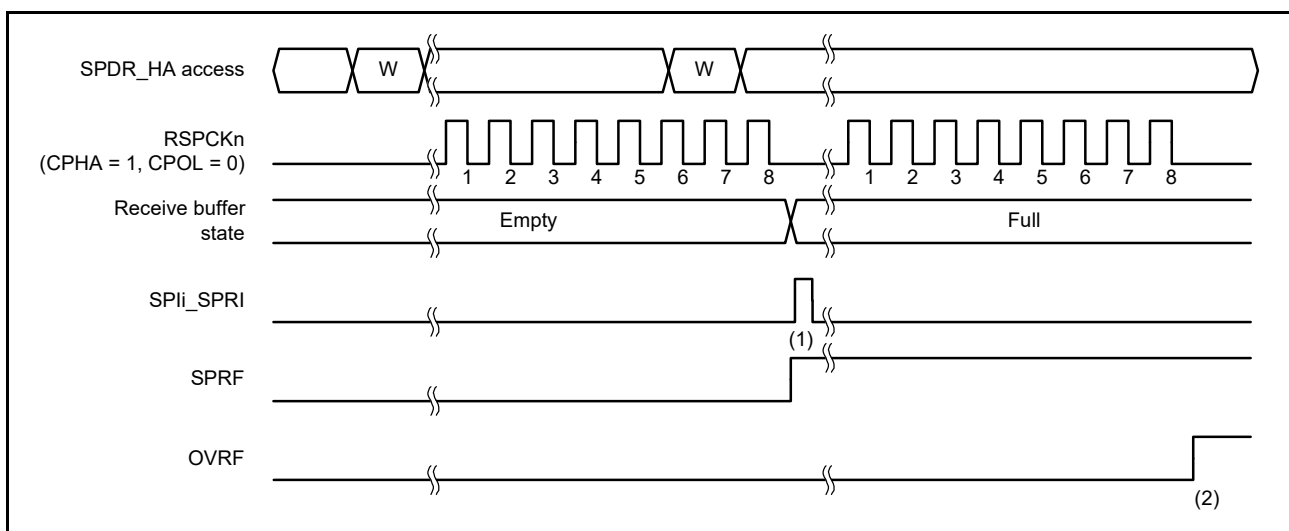 SPDR_HA access
W
W
RSPCKn
(CPHA = 1, CPOL = 0)
1 2 3 4 5 6 7 8
1 2 3 4 5 6 7 8
Receive buffer
state
Empty
Full
SPIi_SPRI
(1)
SPRF
OVRF
(2)